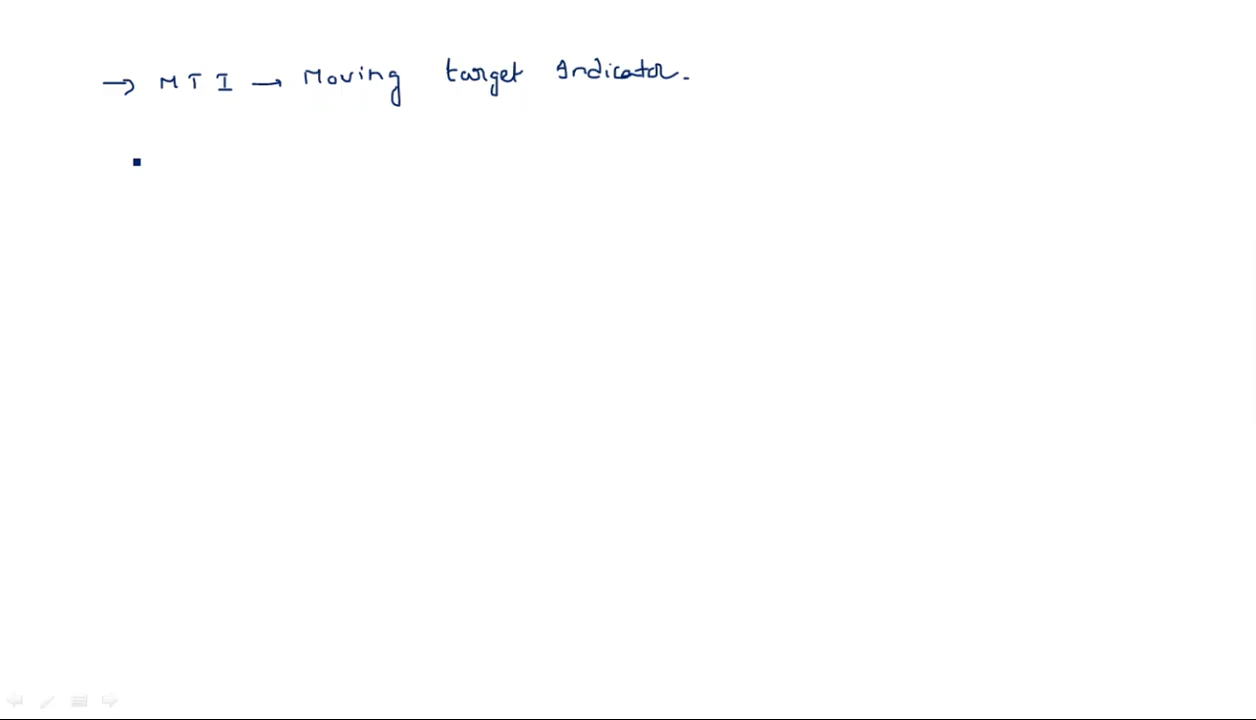 → MTI → Moving target Indicator.